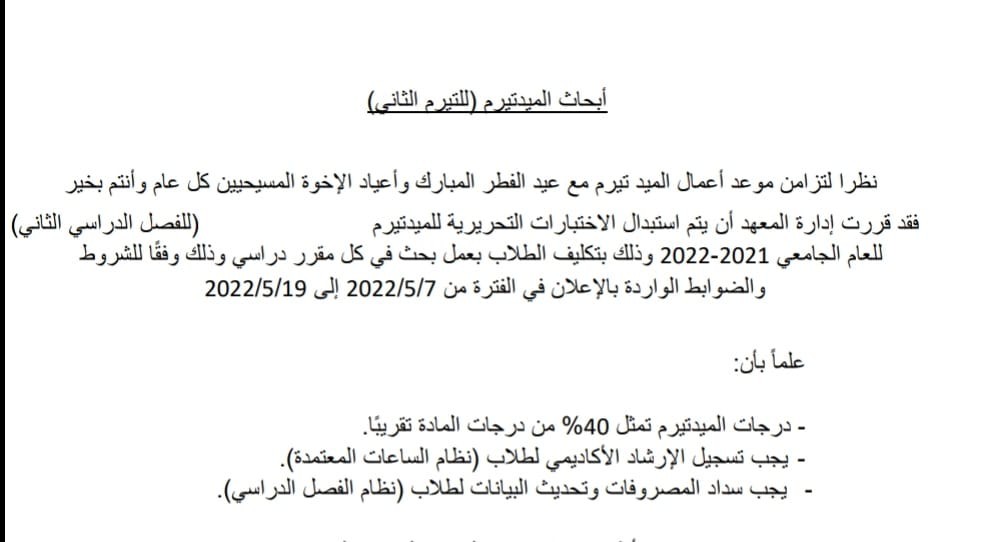 أبحاث الميدتيرم (للتيرم الثاني)
نظرا لتزامن موعد أعمال الميد تيرم مع عيد الفطر المبارك وأعياد الإخوة المسيحيين كل عام وأنتم بخير
فقد قررت إدارة المعهد أن يتم استبدال الاختبارات التحريرية للميدتيرم (للفصل الدراسي الثاني)
للعام الجامعي 2021-2022 وذلك بتكليف الطلاب بعمل بحث في كل مقرر دراسي وذلك وفقًا للشروط
والضوابط الواردة بالإعلان في الفترة من 2022/5/7 إلى 2022/5/19
علماً بأن:
- درجات الميدتيرم تمثل 40% من درجات المادة تقريبًا.
- يجب تسجيل الإرشاد الأكاديمي لطلاب (نظام الساعات المعتمدة).
- يجب سداد المصروفات وتحديث البيانات لطلاب (نظام الفصل الدراسي).